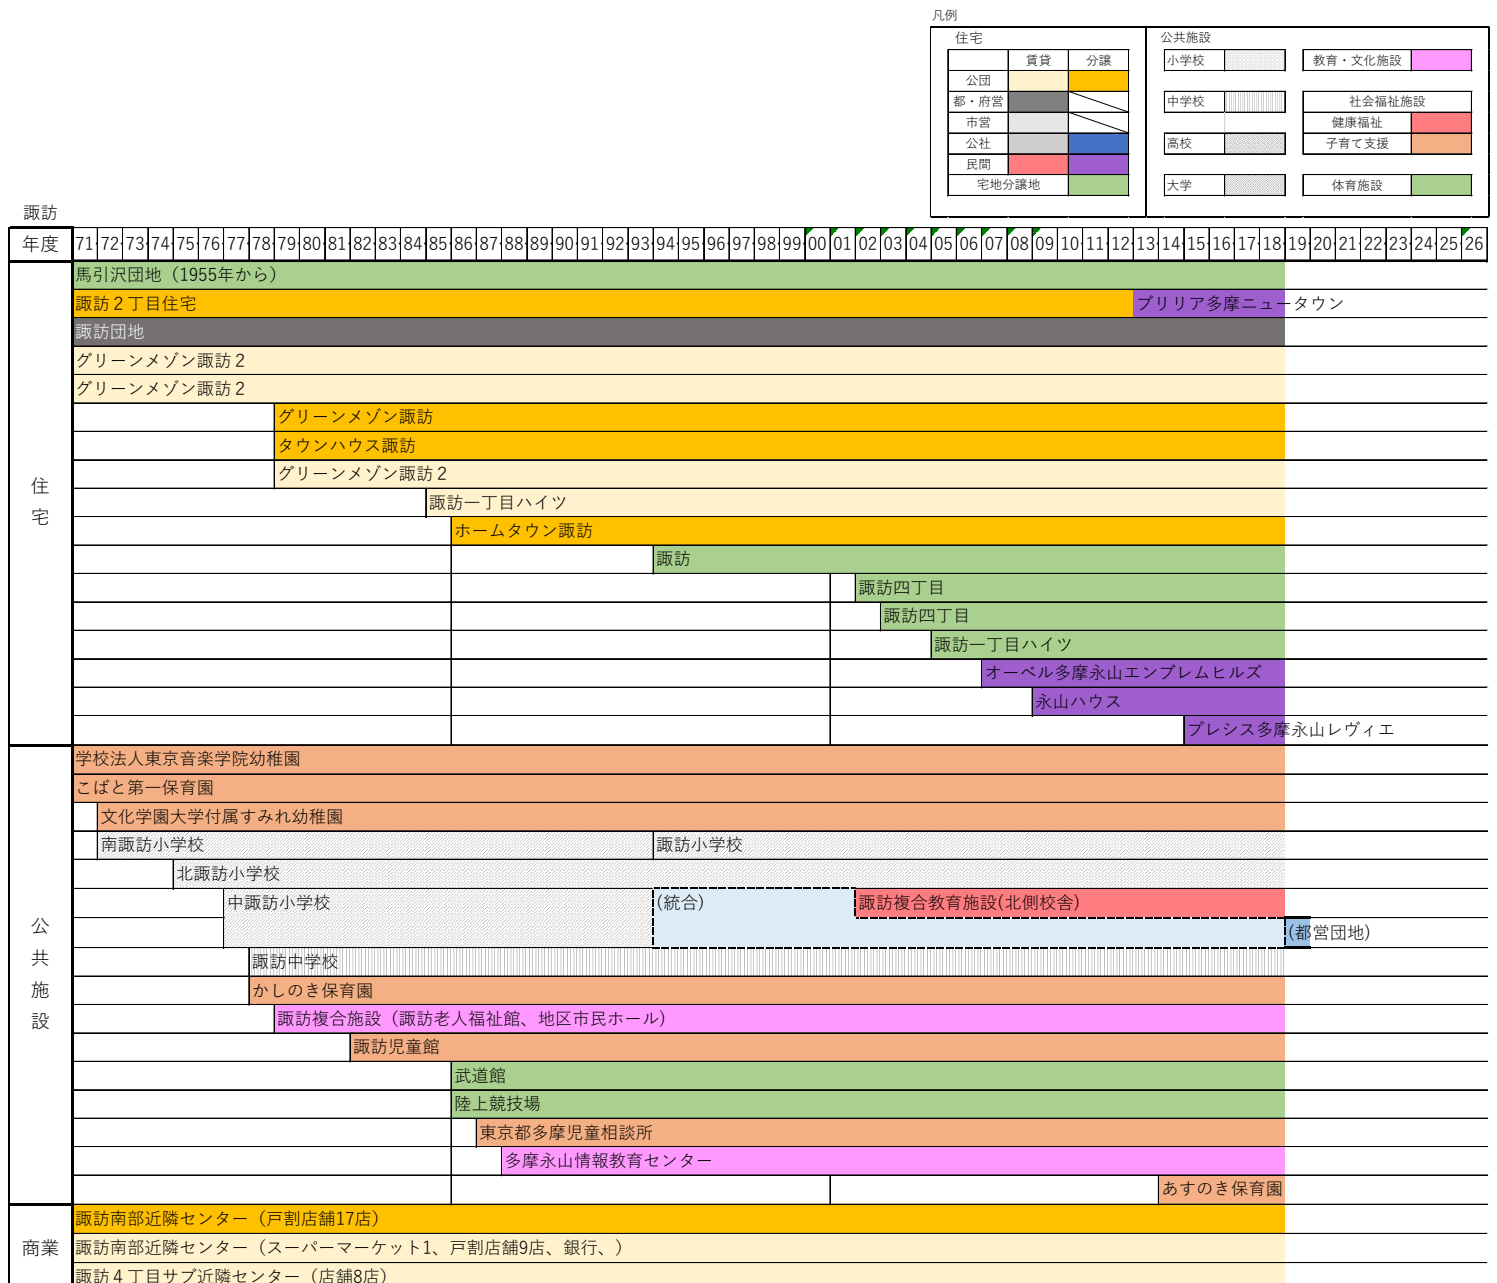 凡例
住宅
賃貸 分譲
公団
都・府営
市営
公社
民間
宅地分譲地
公共施設
小学校
中学校
高校
大学
教育・文化施設
社会福祉施設
健康福祉
子育て支援
体育施設
諏訪
年度 71 72 73 74 75 76 77 78 79 80 81 82 83 84 85 86 87 88 89 90 91 92 93 94 95 96 97 98 99 00 01 02 03 04 05 06 07 08 09 10 11 12 13 14 15 16 17 18 19 20 21 22 23 24 25 26
住宅
馬引沢団地（1955年から）
諏訪２丁目住宅 ブリリア多摩ニュータウン
諏訪団地
グリーンメゾン諏訪２
グリーンメゾン諏訪２
グリーンメゾン諏訪
タウンハウス諏訪
グリーンメゾン諏訪２
諏訪一丁目ハイツ
ホームタウン諏訪
諏訪
諏訪四丁目
諏訪四丁目
諏訪一丁目ハイツ
オーベル多摩永山エンブレムヒルズ
永山ハウス
プレシス多摩永山レヴィエ
公共施設
学校法人東京音楽学院幼稚園
こばと第一保育園
文化学園大学付属すみれ幼稚園
南諏訪小学校 諏訪小学校
北諏訪小学校
中諏訪小学校 (統合) 諏訪複合教育施設(北側校舎)
(都営団地)
諏訪中学校
かしのき保育園
諏訪複合施設（諏訪老人福祉館、地区市民ホール）
諏訪児童館
武道館
陸上競技場
東京都多摩児童相談所
多摩永山情報教育センター
あすのき保育園
商業
諏訪南部近隣センター（戸割店舗17店）
諏訪南部近隣センター（スーパーマーケット1、戸割店舗9店、銀行、）
諏訪４丁目サブ近隣センター（店舗8店）